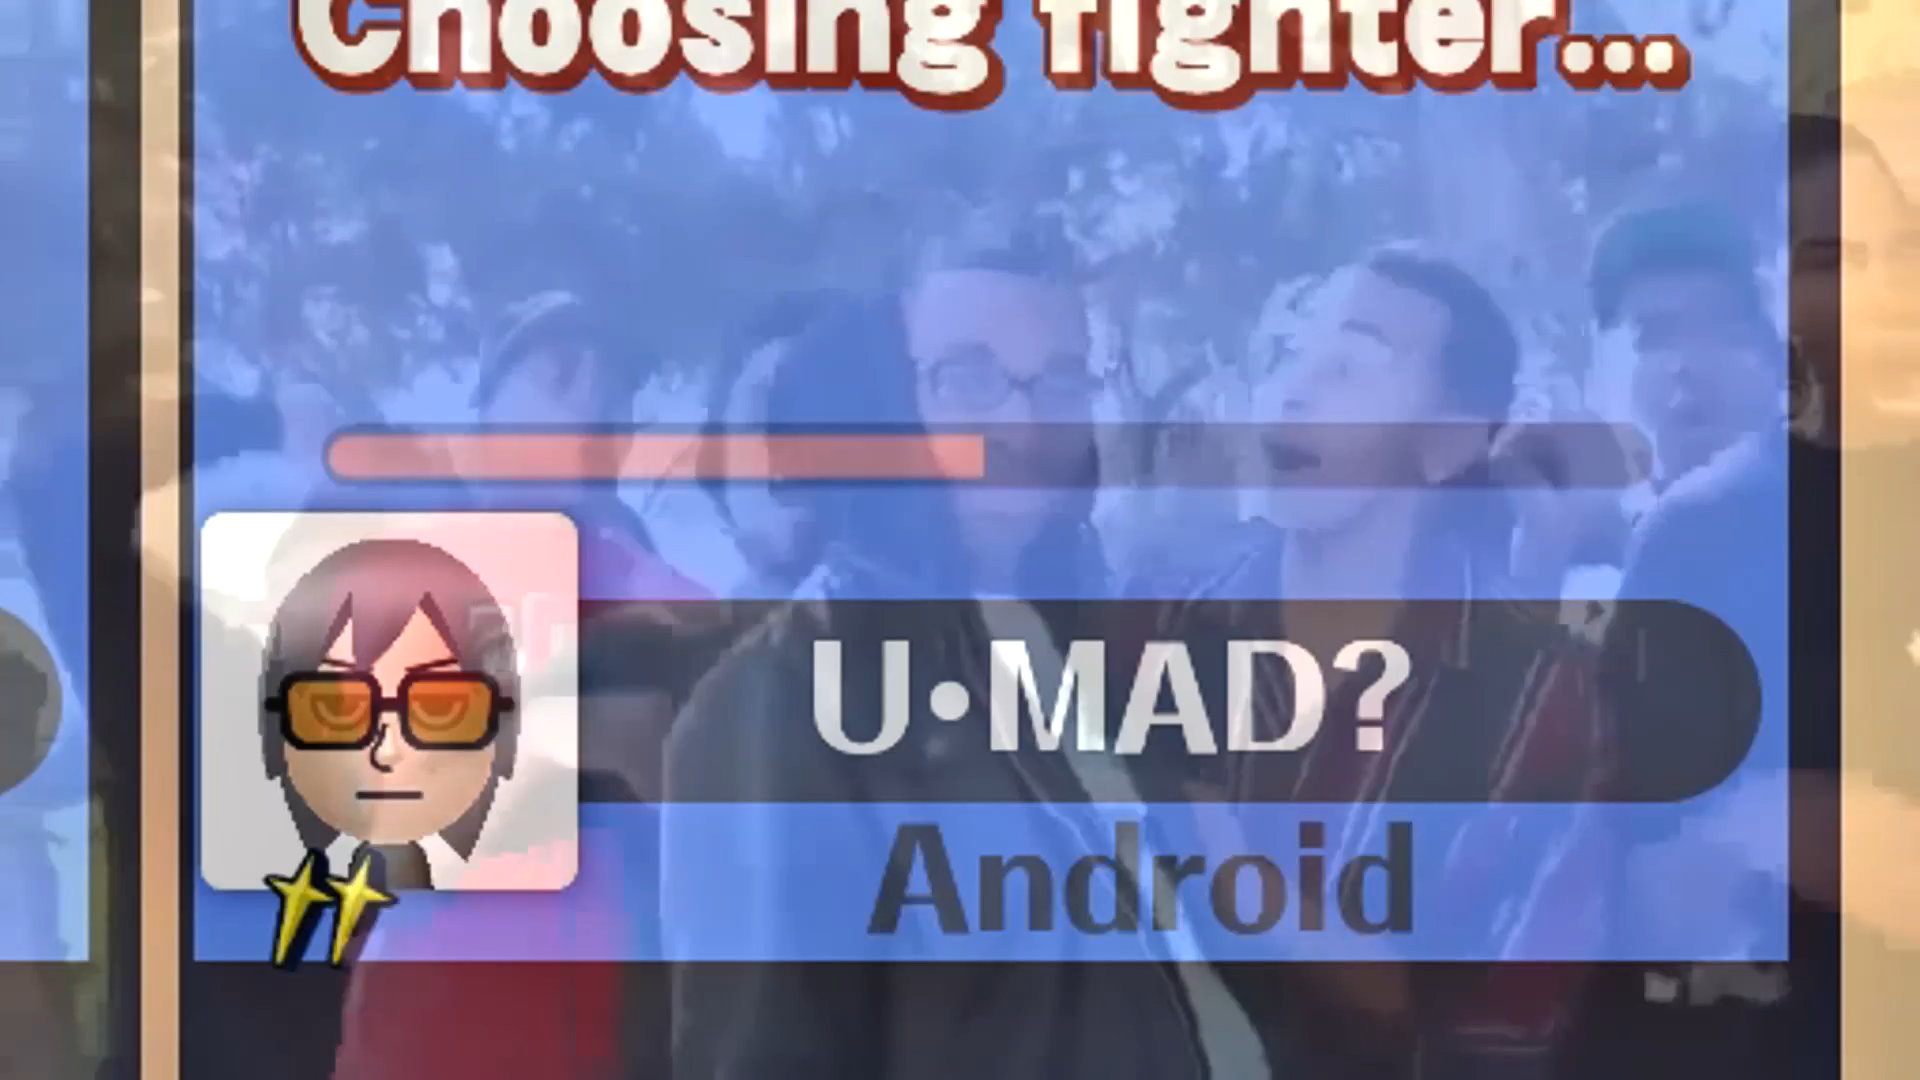 Choosing fighter...
U•MAD?
Android